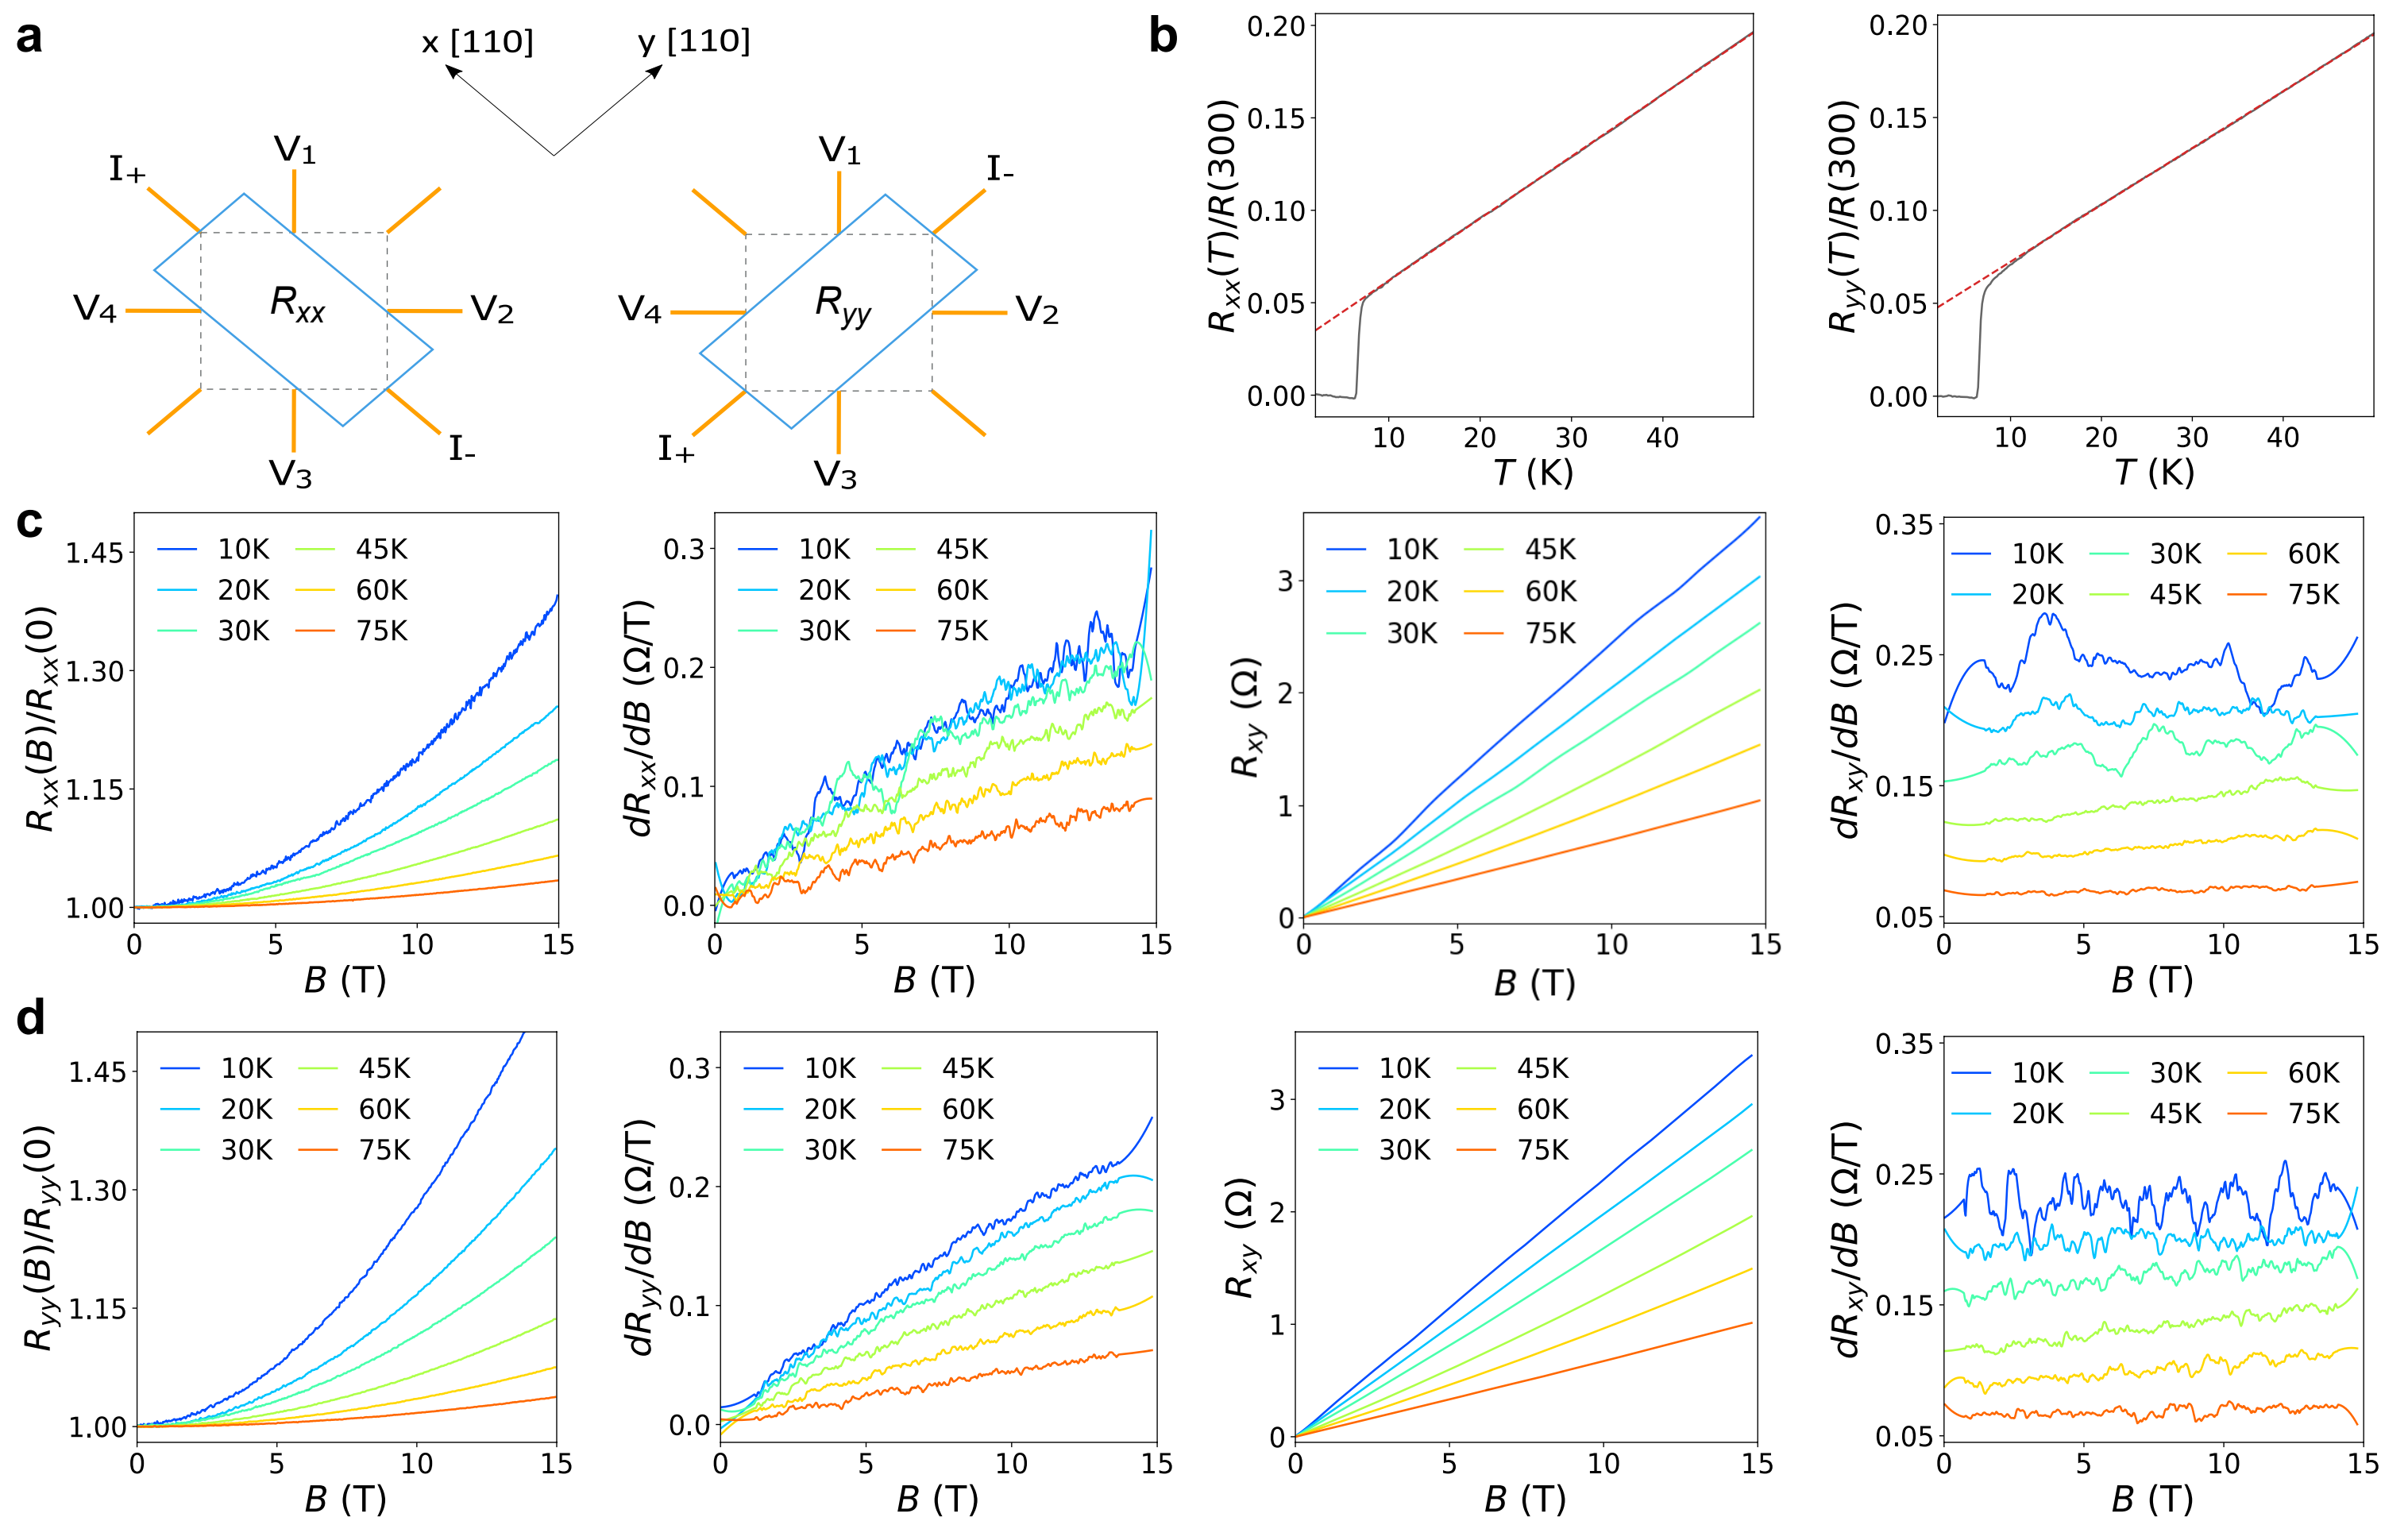 a
x [110]
y [110]
I+
V1
V4
Rxx
V2
V3
I-
V1
I-
V4
Ryy
V2
I+
V3
b
Rxx(T)/R(300)
0.20
0.15
0.10
0.05
0.00
10 20 30 40
T (K)
Ryy(T)/R(300)
0.20
0.15
0.10
0.05
0.00
10 20 30 40
T (K)
c
Rxx(B)/Rxx(0)
1.45
1.30
1.15
1.00
10K 45K
20K 60K
30K 75K
0 5 10 15
B (T)
dRxx/dB (Ω/T)
0.3
0.2
0.1
0.0
10K 45K
20K 60K
30K 75K
0 5 10 15
B (T)
Rxy (Ω)
3
2
1
0
10K 45K
20K 60K
30K 75K
0 5 10 15
B (T)
dRxy/dB (Ω/T)
0.35
0.25
0.15
0.05
10K 30K 60K
20K 45K 75K
0 5 10 15
B (T)
d
Ryy(B)/Ryy(0)
1.45
1.30
1.15
1.00
10K 45K
20K 60K
30K 75K
0 5 10 15
B (T)
dRyy/dB (Ω/T)
0.3
0.2
0.1
0.0
10K 45K
20K 60K
30K 75K
0 5 10 15
B (T)
Rxy (Ω)
3
2
1
0
10K 45K
20K 60K
30K 75K
0 5 10 15
B (T)
dRxy/dB (Ω/T)
0.35
0.25
0.15
0.05
10K 30K 60K
20K 45K 75K
0 5 10 15
B (T)